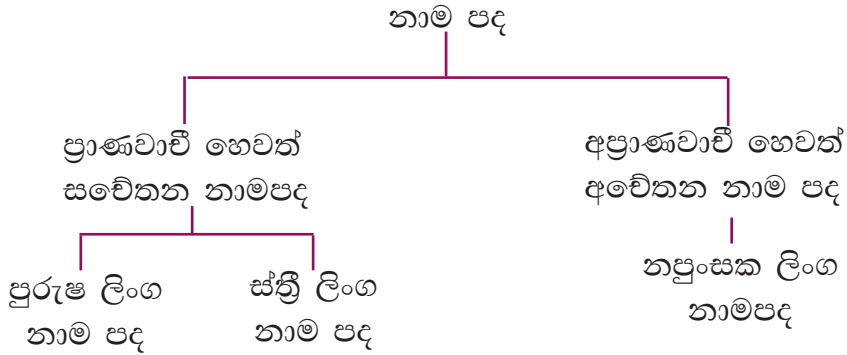 නාම පද
ප්‍රාණවාචී හෙවත්
සචේතන නාමපද
අප්‍රාණවාචී හෙවත්
අචේතන නාම පද
පුරුෂ ලිංග
නාම පද
ස්ත්‍රී ලිංග
නාම පද
නපුංසක ලිංග
නාමපද